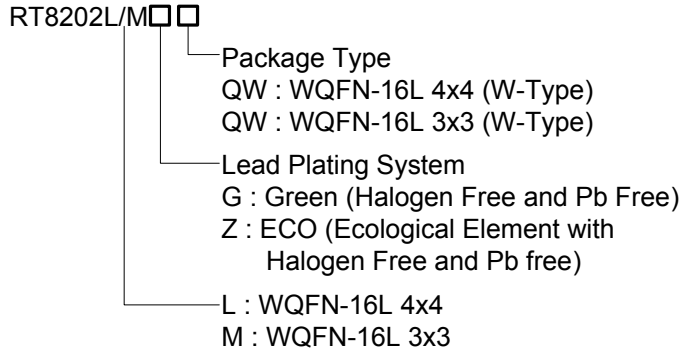 RT8202L/M
Package Type
QW : WQFN-16L 4x4 (W-Type)
QW : WQFN-16L 3x3 (W-Type)
Lead Plating System
G : Green (Halogen Free and Pb Free)
Z : ECO (Ecological Element with
Halogen Free and Pb free)
L : WQFN-16L 4x4
M : WQFN-16L 3x3